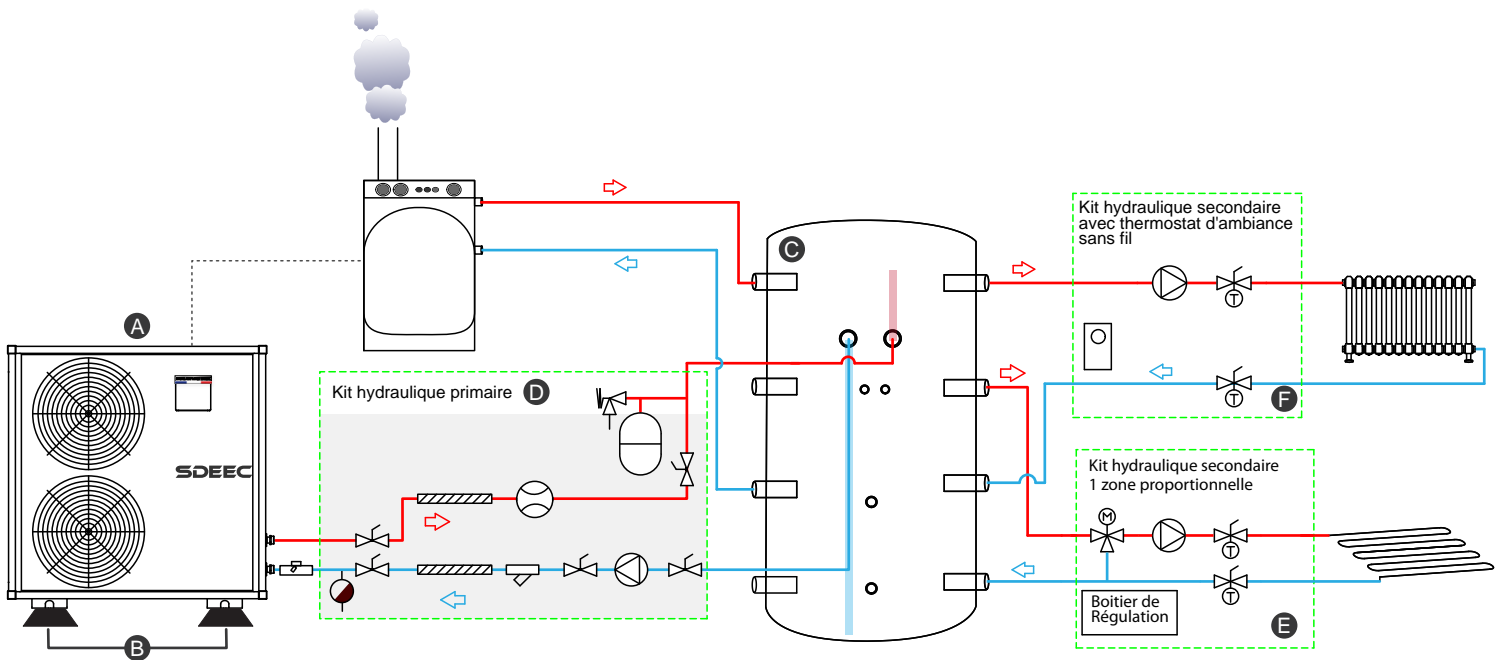 A
SDEEC
B
Kit hydraulique primaire D
C
Kit hydraulique secondaire
avec thermostat d'ambiance
sans fil
T
T
F
Kit hydraulique secondaire
1 zone proportionnelle
M
T
T
Boitier de
Régulation
E